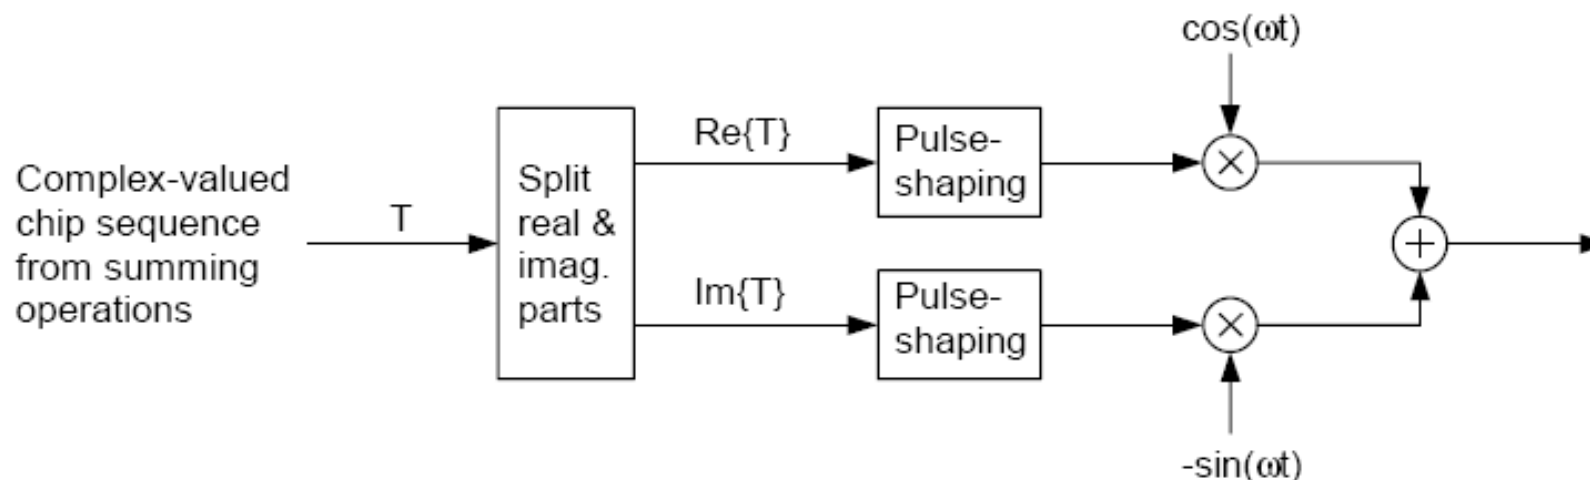 cos(ωt)
Complex-valued
chip sequence
from summing
operations
T
Split
real &
imag.
parts
Re{T}
Pulse-
shaping
×
Im{T}
Pulse-
shaping
×
+
-sin(ωt)